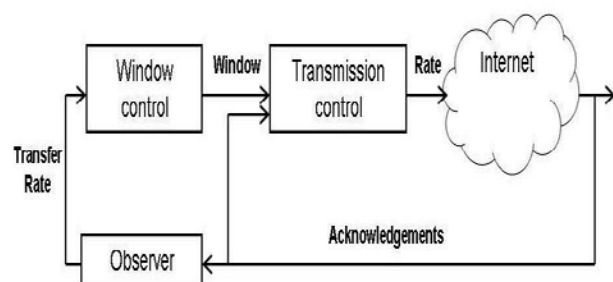 Window
control
Window
Transmission
control
Rate
Internet
Transfer
Rate
Observer
Acknowledgements